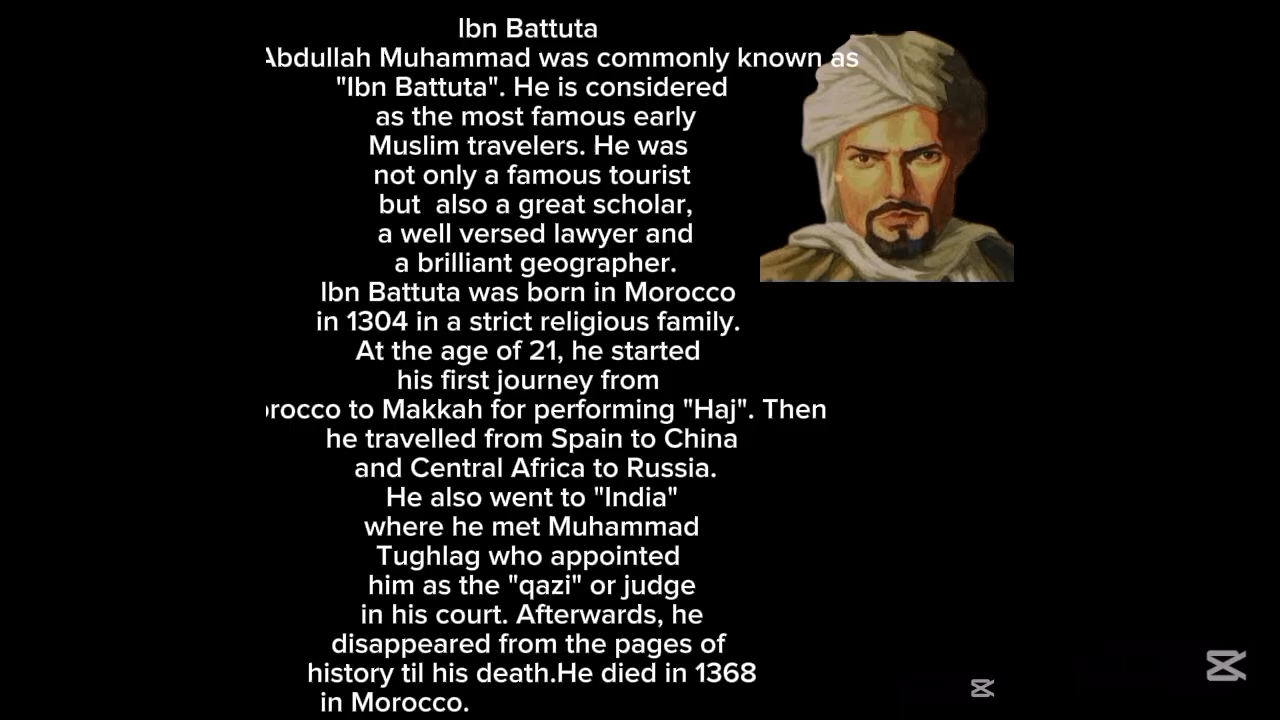 Ibn Battuta
Abdullah Muhammad was commonly known as
"Ibn Battuta". He is considered
as the most famous early
Muslim travelers. He was
not only a famous tourist
but also a great scholar,
a well versed lawyer and
a brilliant geographer.
Ibn Battuta was born in Morocco
in 1304 in a strict religious family.
At the age of 21, he started
his first journey from
rocco to Makkah for performing "Haj". Then
he travelled from Spain to China
and Central Africa to Russia.
He also went to "India"
where he met Muhammad
Tughlag who appointed
him as the "qazi" or judge
in his court. Afterwards, he
disappeared from the pages of
history til his death.He died in 1368
in Morocco.